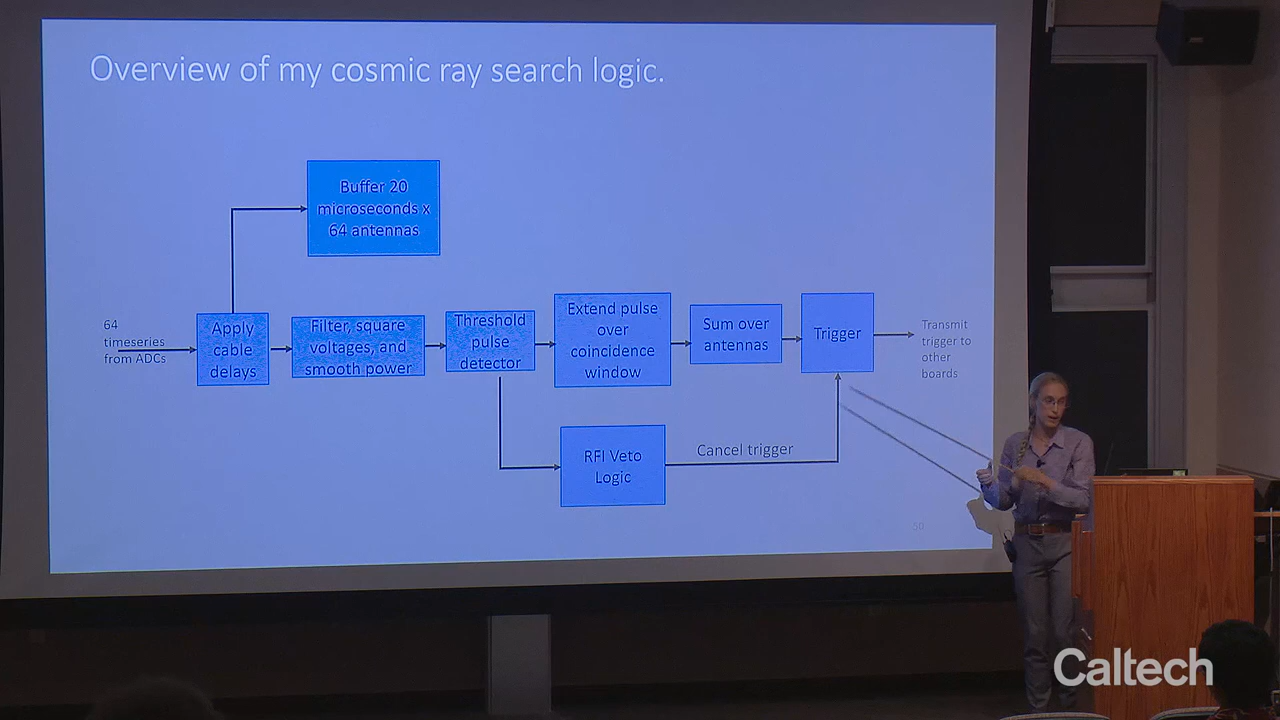 Overview of my cosmic ray search logic.
Buffer 20
microseconds x
64 antennas
64
timeseries
from ADCs
Apply
cable
delays
Filter, square
voltages, and
smooth power
Threshold
pulse
detector
Extend pulse
over
coincidence
window
Sum over
antennas
Trigger
Transmit
trigger to
other
boards
RFI Veto
Logic
Cancel trigger
50
Caltech